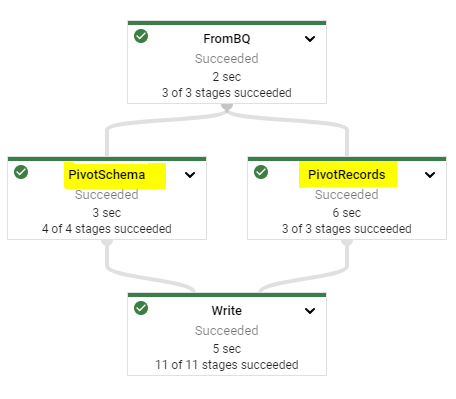 FromBQ
Succeeded
2 sec
3 of 3 stages succeeded
PivotSchema
Succeeded
3 sec
4 of 4 stages succeeded
PivotRecords
Succeeded
6 sec
3 of 3 stages succeeded
Write
Succeeded
5 sec
11 of 11 stages succeeded